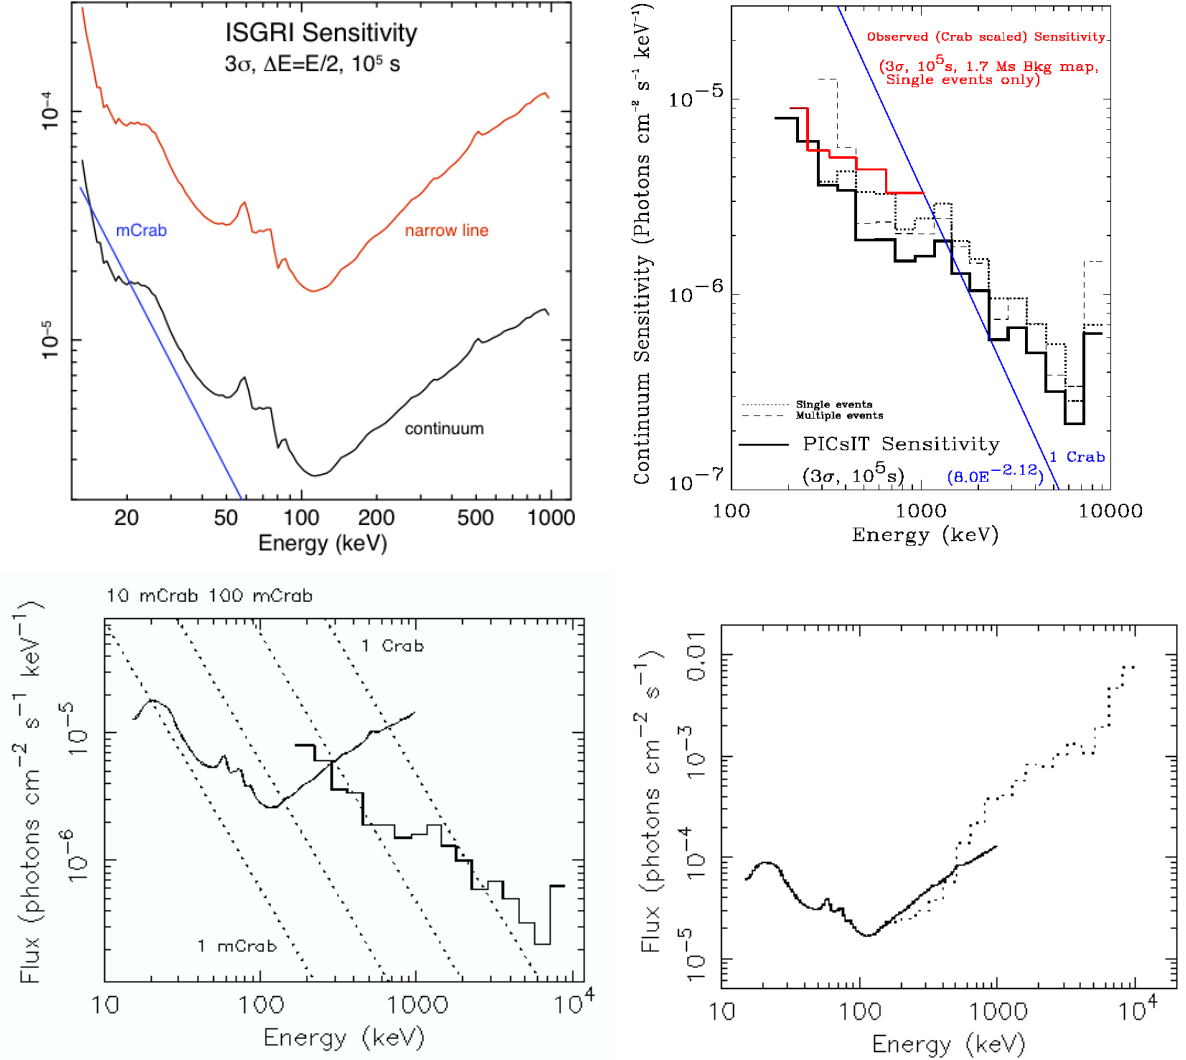 ISGRI Sensitivity
3σ, ΔE=E/2, 10⁵ s
10⁻⁴
10⁻⁵
mCrab
narrow line
continuum
20 50 100 200 500 1000
Energy (keV)
Continuum Sensitivity (Photons cm⁻² s⁻¹ keV⁻¹)
Observed (Crab scaled) Sensitivity
(3σ, 10⁵s, 1.7 Ms Bkg map,
Single events only)
10⁻⁵
10⁻⁶
10⁻⁷
Single events
Multiple events
PICsIT Sensitivity
(3σ, 10⁵s)
1 Crab
(8.0E⁻²·¹²)
100 1000 10000
Energy (keV)
10 mCrab 100 mCrab
Flux (photons cm⁻² s⁻¹ keV⁻¹)
10⁻⁵
10⁻⁶
1 Crab
1 mCrab
10 100 1000 10⁴
Energy (keV)
Flux (photons cm⁻² s⁻¹)
0.01
10⁻³
10⁻⁴
10⁻⁵
10 100 1000 10⁴
Energy (keV)